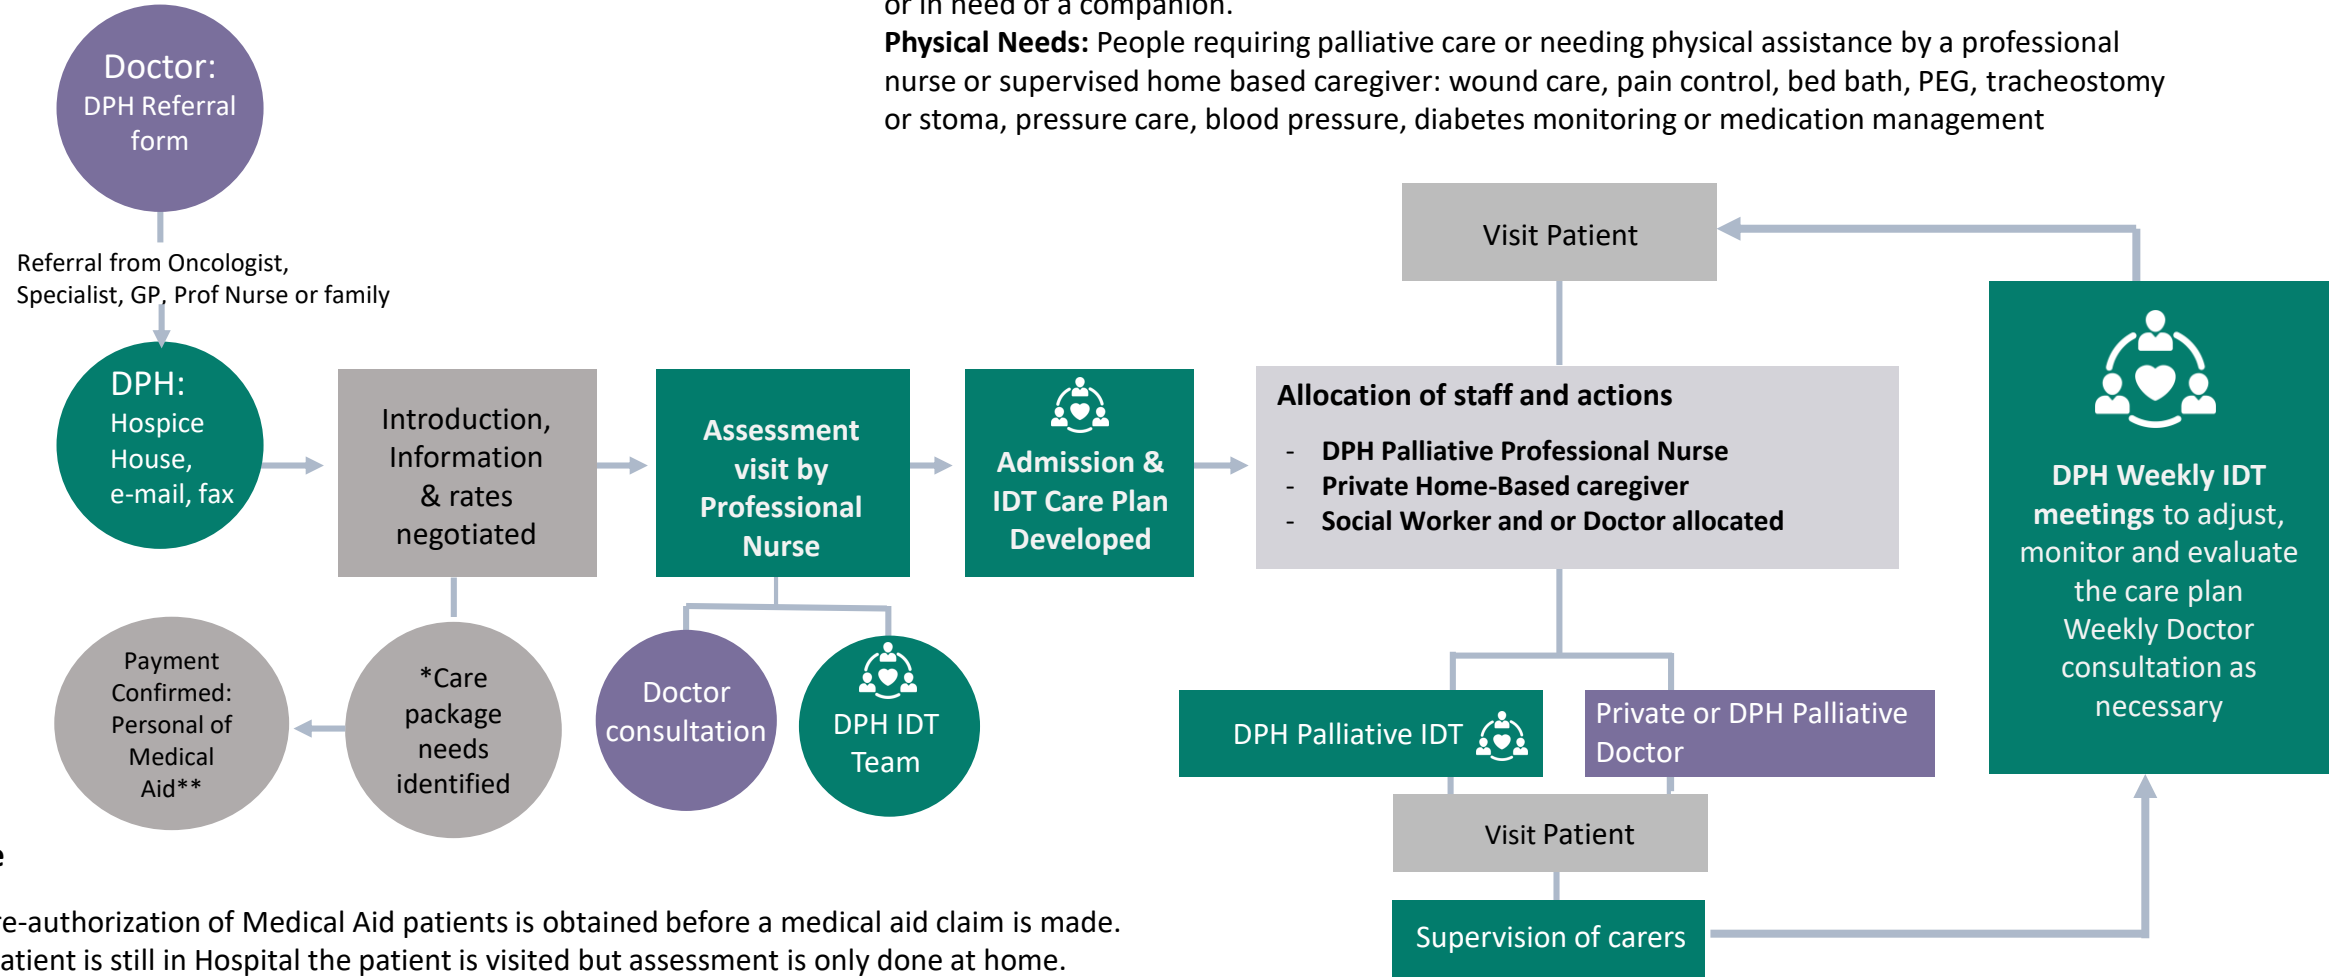 or in need of a companion.
Physical Needs: People requiring palliative care or needing physical assistance by a professional
nurse or supervised home based caregiver: wound care, pain control, bed bath, PEG, tracheostomy
or stoma, pressure care, blood pressure, diabetes monitoring or medication management
Doctor:
DPH Referral
form
Referral from Oncologist,
Specialist, GP, Prof Nurse or family
DPH:
Hospice
House,
e-mail, fax
Introduction,
Information
& rates
negotiated
*Care
package
needs
identified
Payment
Confirmed:
Personal of
Medical
Aid**
Assessment
visit by
Professional
Nurse
Doctor
consultation
DPH IDT
Team
Admission &
IDT Care Plan
Developed
Visit Patient
Allocation of staff and actions
- DPH Palliative Professional Nurse
- Private Home-Based caregiver
- Social Worker and or Doctor allocated
DPH Palliative IDT
Private or DPH Palliative
Doctor
Visit Patient
Supervision of carers
DPH Weekly IDT
meetings to adjust,
monitor and evaluate
the care plan
Weekly Doctor
consultation as
necessary
e
re-authorization of Medical Aid patients is obtained before a medical aid claim is made.
atient is still in Hospital the patient is visited but assessment is only done at home.